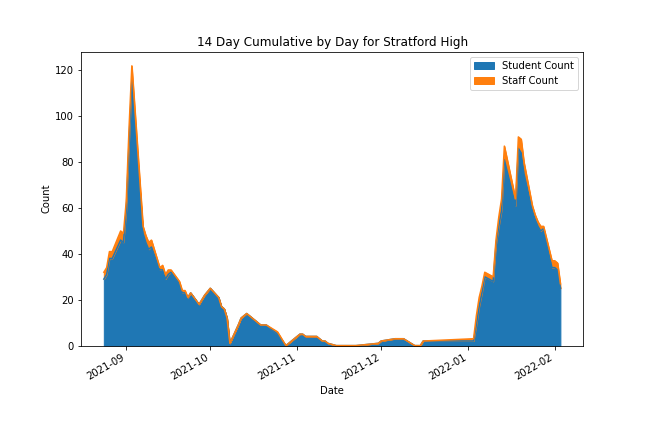 14 Day Cumulative by Day for Stratford High
Student Count
Staff Count
120
100
80
60
40
20
0
Count
2021-09
2021-10
2021-11
2021-12
2022-01
2022-02
Date